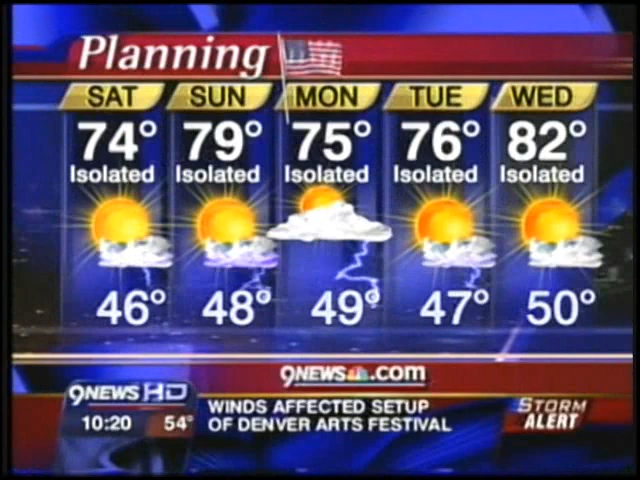 Planning
SAT SUN MON TUE WED
74° 79° 75° 76° 82°
Isolated Isolated Isolated Isolated Isolated
46° 48° 49° 47° 50°
9NEWS.com
9NEWS HD
10:20 54°
WINDS AFFECTED SETUP
OF DENVER ARTS FESTIVAL
STORM
ALERT